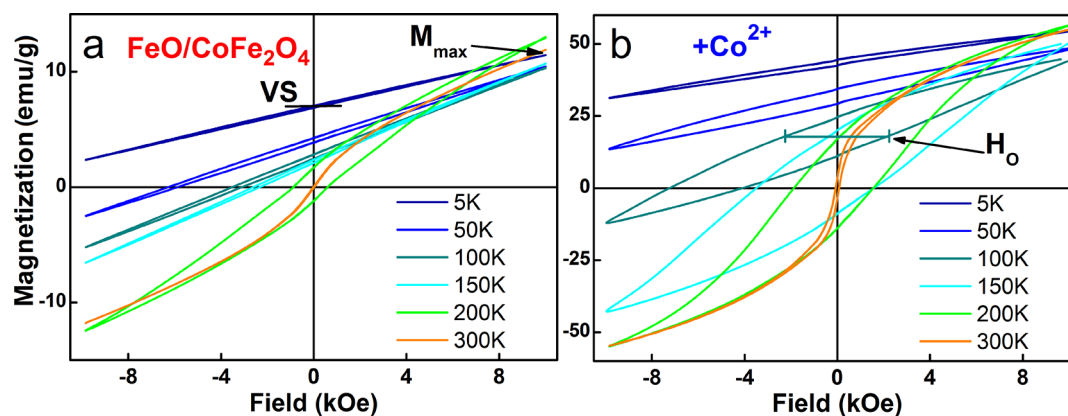 a
FeO/CoFe₂O₄
M_max
VS
Magnetization (emu/g)
10
0
-10
5K
50K
100K
150K
200K
300K
-8
-4
0
4
8
Field (kOe)
b
+Co²⁺
H_O
50
25
0
-25
-50
5K
50K
100K
150K
200K
300K
-8
-4
0
4
8
Field (kOe)